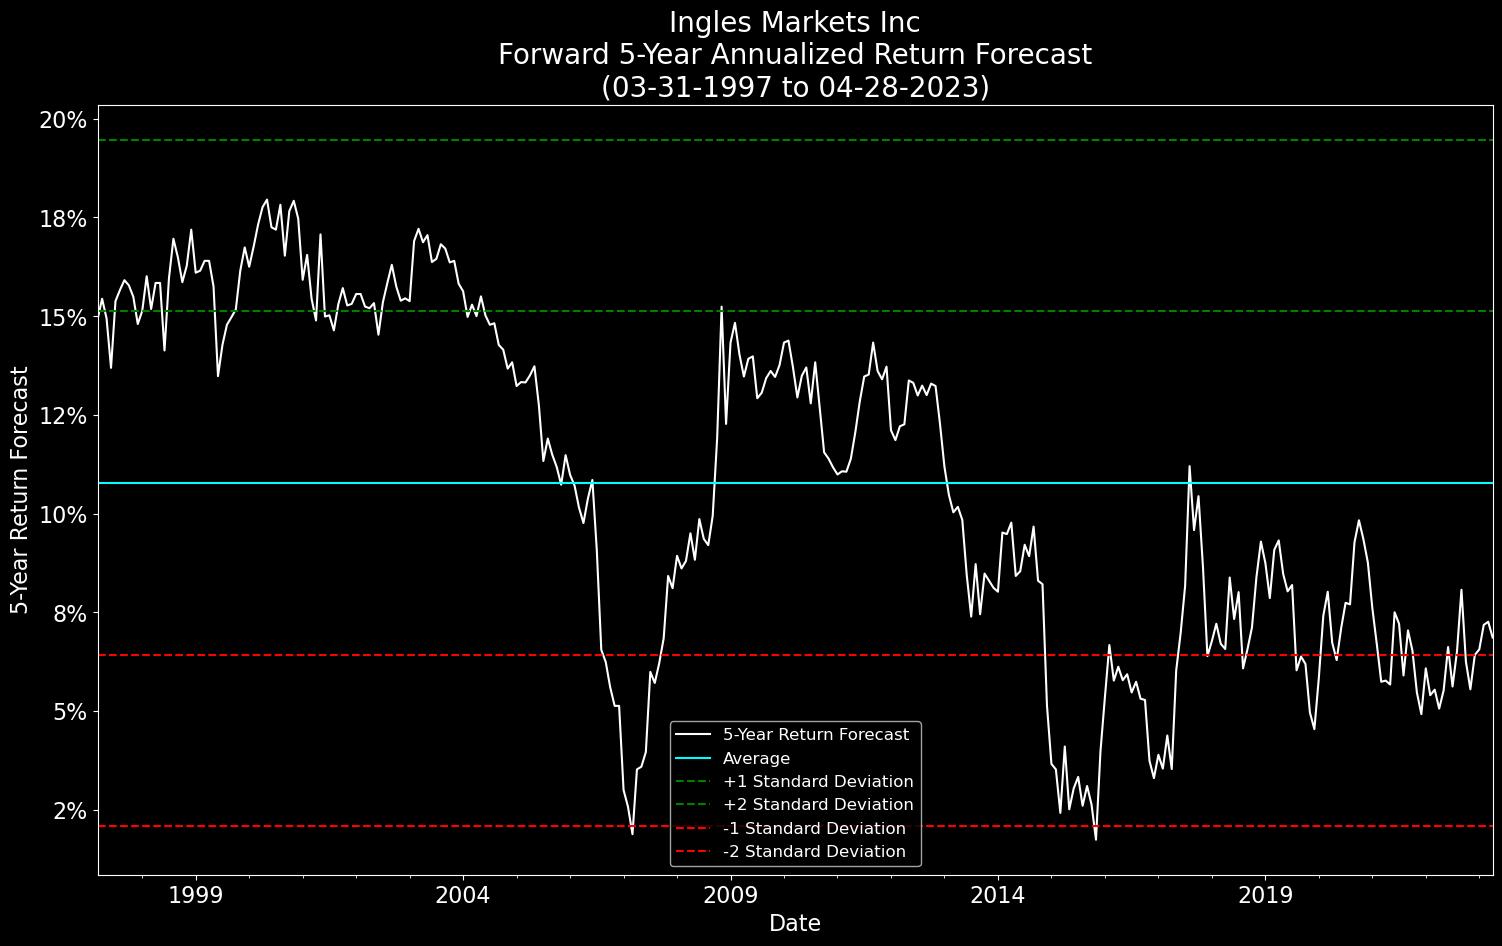 Ingles Markets Inc
Forward 5-Year Annualized Return Forecast
(03-31-1997 to 04-28-2023)
20%
18%
15%
12%
10%
8%
5%
2%
5-Year Return Forecast
5-Year Return Forecast
Average
+1 Standard Deviation
+2 Standard Deviation
-1 Standard Deviation
-2 Standard Deviation
1999 2004 2009 2014 2019
Date